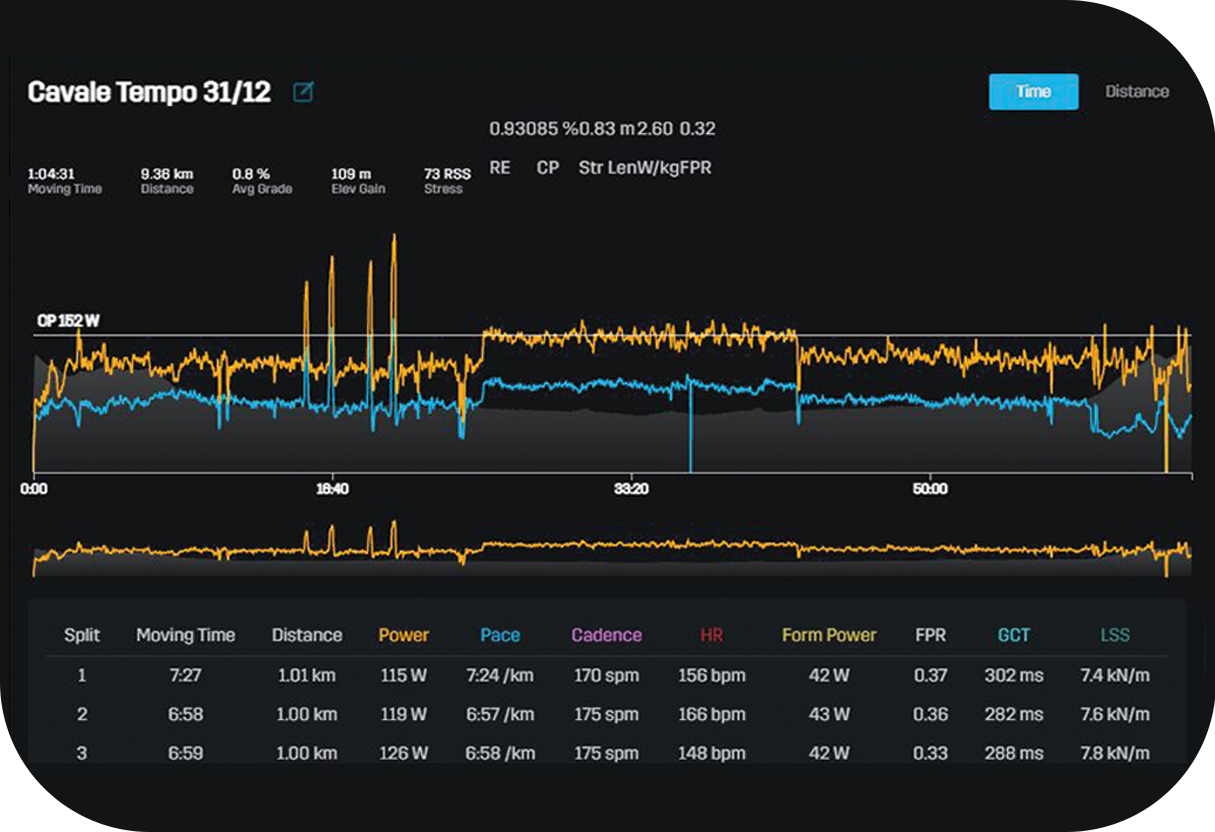 Cavale Tempo 31/12
Time Distance
0.93085 %0.83 m2.60 0.32
RE CP Str LenW/kgFPR
1:04:31 9.36 km 0.8 % 109 m 73 RSS
Moving Time Distance Avg Grade Elev Gain Stress
CP 152 W
0:00 16:40 33:20 50:00
Split Moving Time Distance Power Pace Cadence HR Form Power FPR GCT LSS
1 7:27 1.01 km 115 W 7:24 /km 170 spm 156 bpm 42 W 0.37 302 ms 7.4 kN/m
2 6:58 1.00 km 119 W 6:57 /km 175 spm 166 bpm 43 W 0.36 282 ms 7.6 kN/m
3 6:59 1.00 km 126 W 6:58 /km 175 spm 148 bpm 42 W 0.33 288 ms 7.8 kN/m